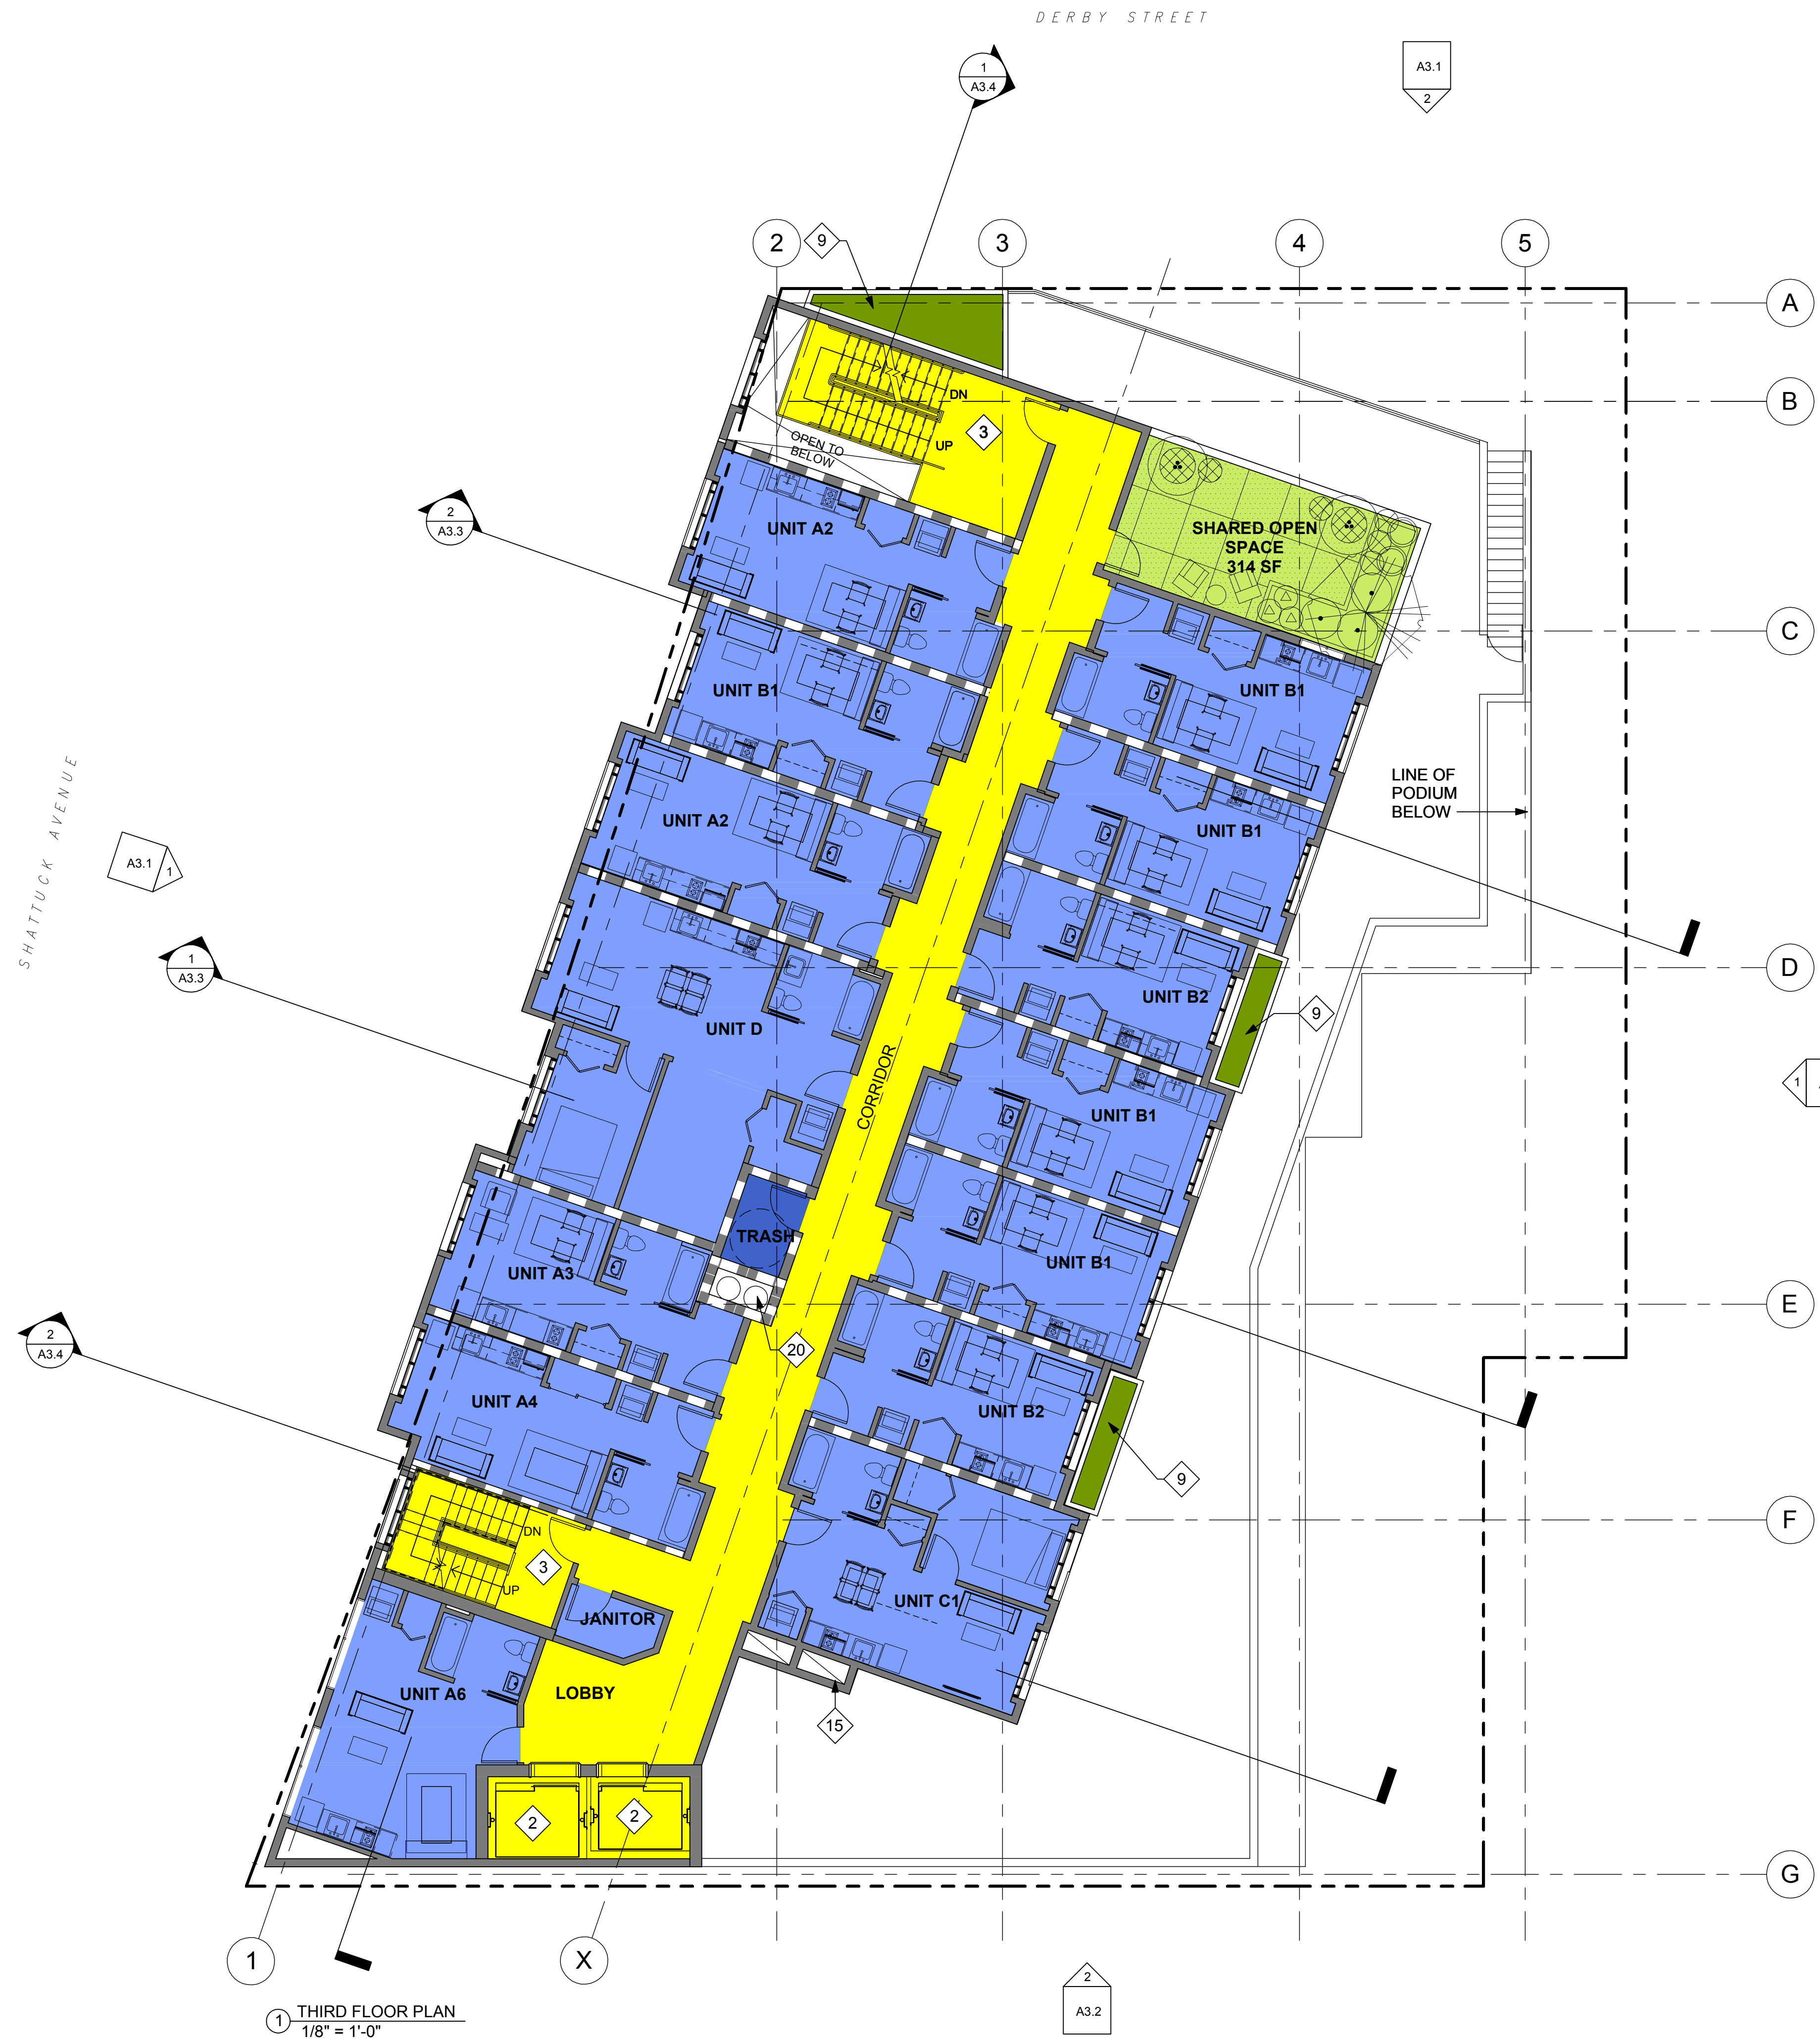 DERBY STREET
1
A3.4
A3.1
2
2
9
3
4
5
A
B
DN
3
UP
OPEN TO
BELOW
2
A3.3
UNIT A2
SHARED OPEN
SPACE
314 SF
C
UNIT B1
UNIT B1
SHATTUCK AVENUE
LINE OF
PODIUM
BELOW
UNIT A2
UNIT B1
A3.1
1
1
A3.3
D
UNIT B2
9
UNIT D
CORRIDOR
1
UNIT B1
TRASH
UNIT A3
UNIT B1
E
2
A3.4
20
UNIT A4
UNIT B2
9
F
DN
3
UP
JANITOR
UNIT C1
UNIT A6
LOBBY
15
2
2
G
1
X
2
A3.2
1
THIRD FLOOR PLAN
1/8" = 1'-0"